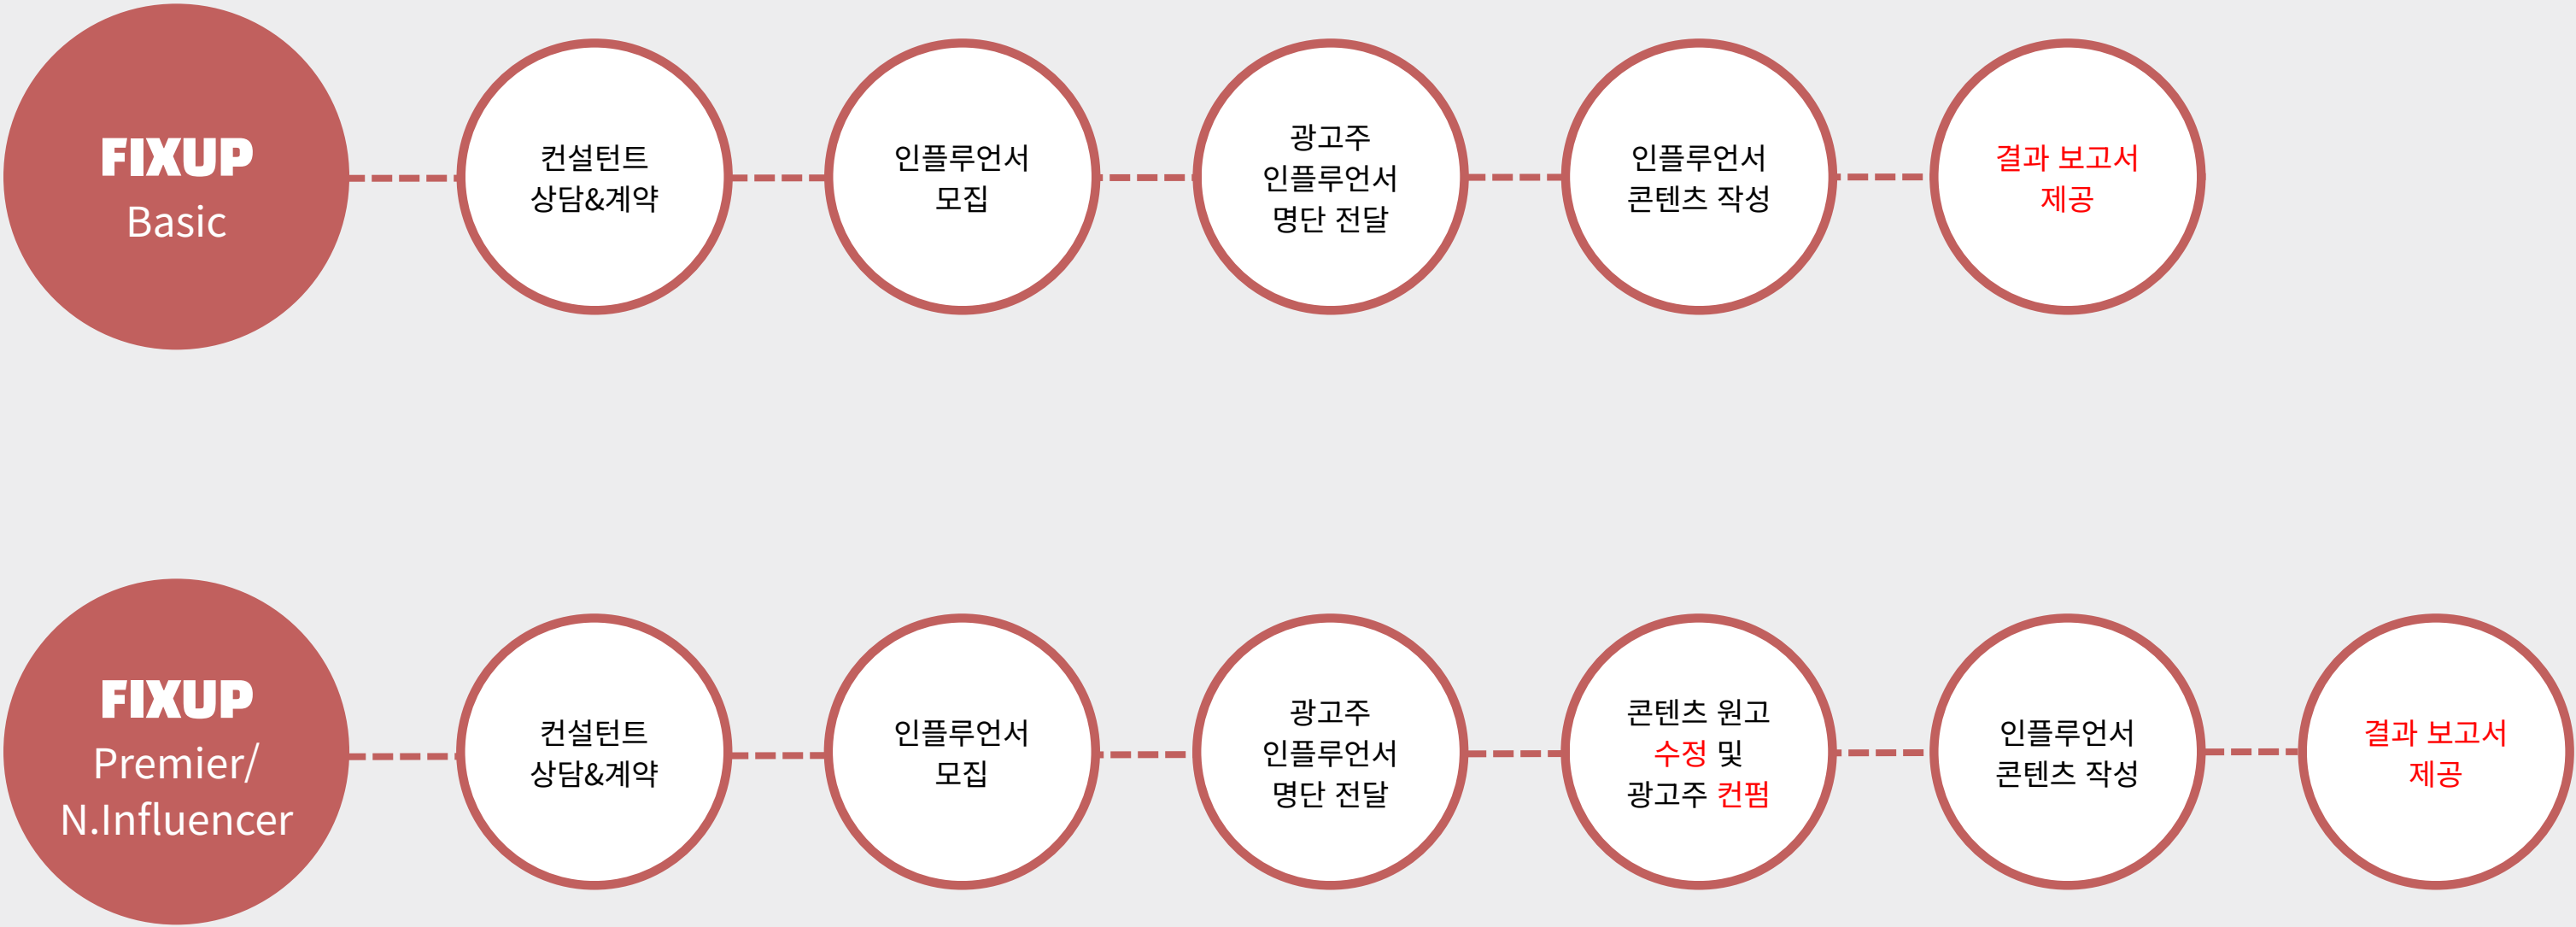 FIXUP
Basic
컨설턴트
상담&계약
인플루언서
모집
광고주
인플루언서
명단 전달
인플루언서
콘텐츠 작성
결과 보고서
제공
FIXUP
Premier/
N.Influencer
컨설턴트
상담&계약
인플루언서
모집
광고주
인플루언서
명단 전달
콘텐츠 원고
수정 및
광고주 컨펌
인플루언서
콘텐츠 작성
결과 보고서
제공